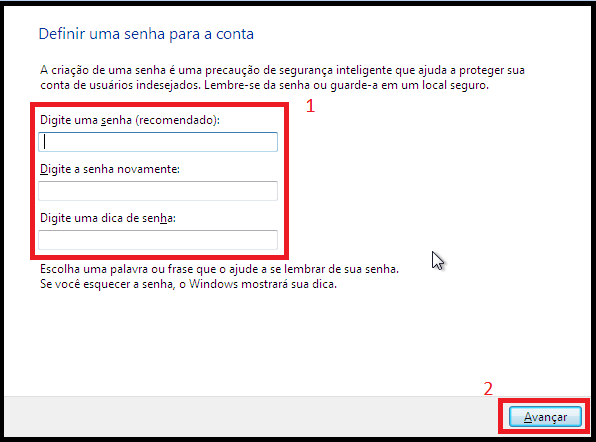 Definir uma senha para a conta
A criação de uma senha é uma precaução de segurança inteligente que ajuda a proteger sua
conta de usuários indesejados. Lembre-se da senha ou guarde-a em um local seguro.
1
Digite uma senha (recomendado):
Digite a senha novamente:
Digite uma dica de senha:
Escolha uma palavra ou frase que o ajude a se lembrar de sua senha.
Se você esquecer a senha, o Windows mostrará sua dica.
2
Avançar